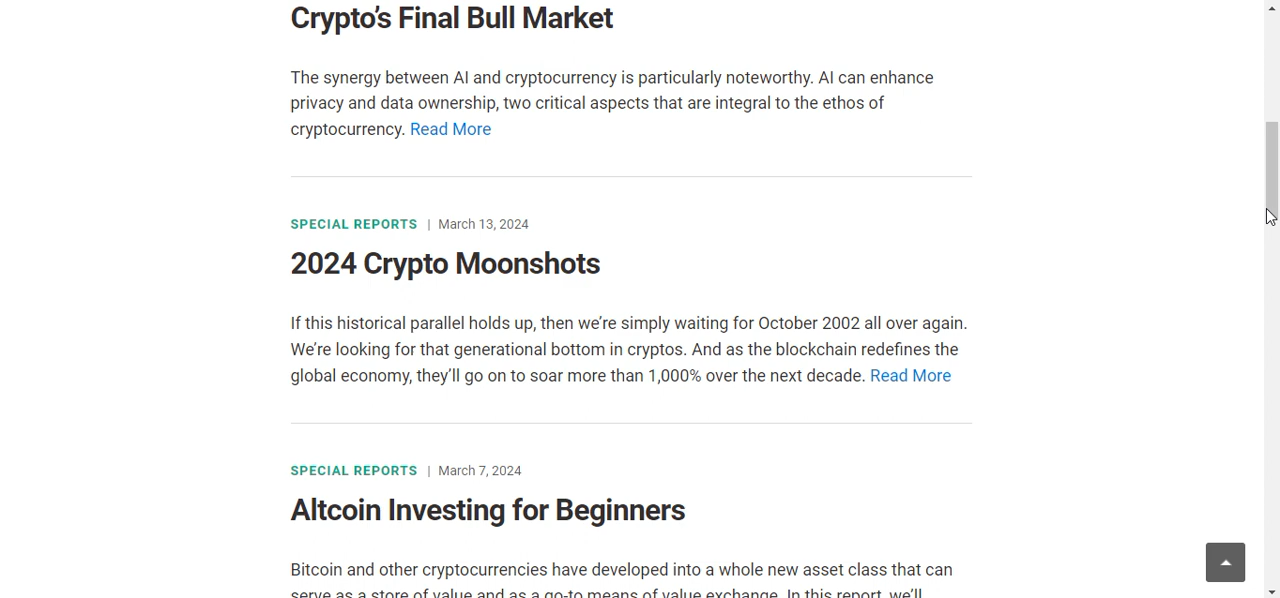 Crypto’s Final Bull Market
The synergy between AI and cryptocurrency is particularly noteworthy. AI can enhance
privacy and data ownership, two critical aspects that are integral to the ethos of
cryptocurrency. Read More
SPECIAL REPORTS | March 13, 2024
2024 Crypto Moonshots
If this historical parallel holds up, then we’re simply waiting for October 2002 all over again.
We’re looking for that generational bottom in cryptos. And as the blockchain redefines the
global economy, they’ll go on to soar more than 1,000% over the next decade. Read More
SPECIAL REPORTS | March 7, 2024
Altcoin Investing for Beginners
Bitcoin and other cryptocurrencies have developed into a whole new asset class that can
serve as a store of value and as a go-to means of value exchange. In this report, we’ll